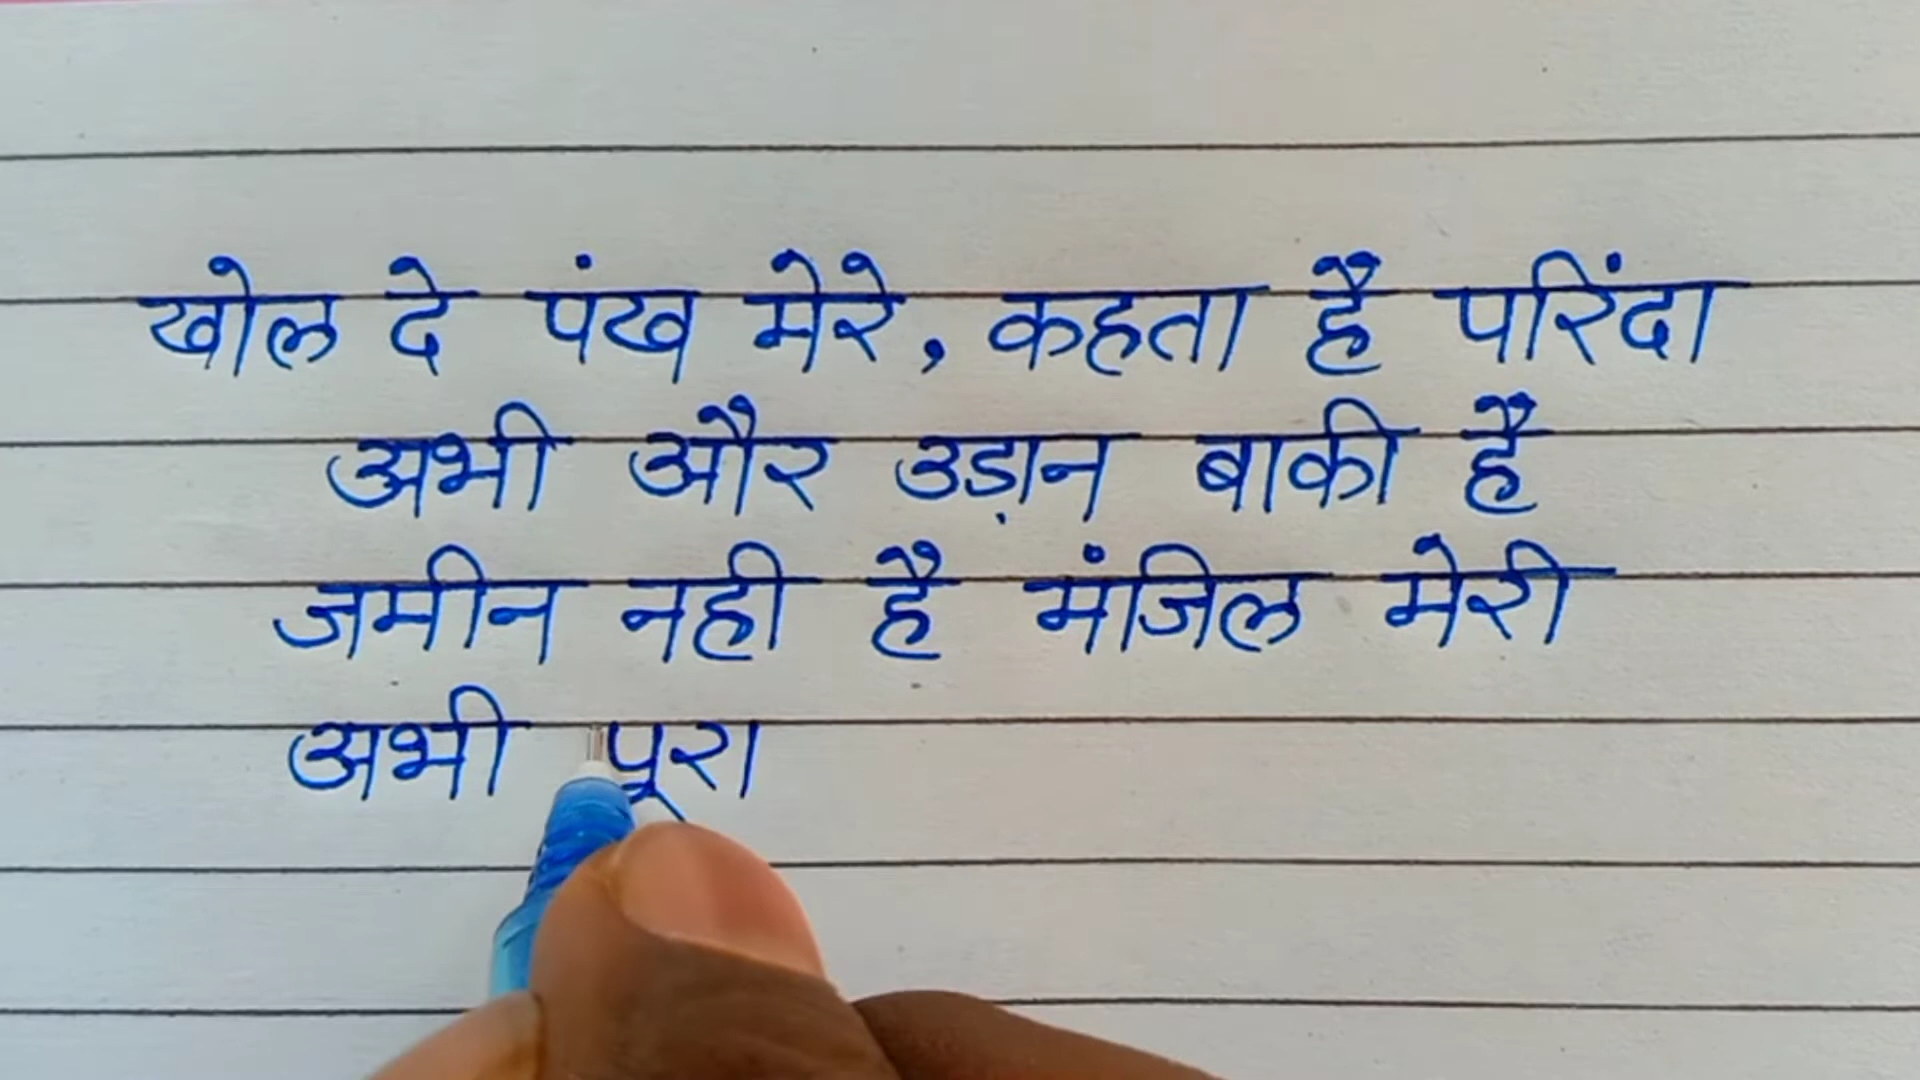 खोल दे पंख मेरे, कहता है परिंदा
अभी और उड़ान बाकी है
जमीन नही है मंजिल मेरी
अभी पूरा